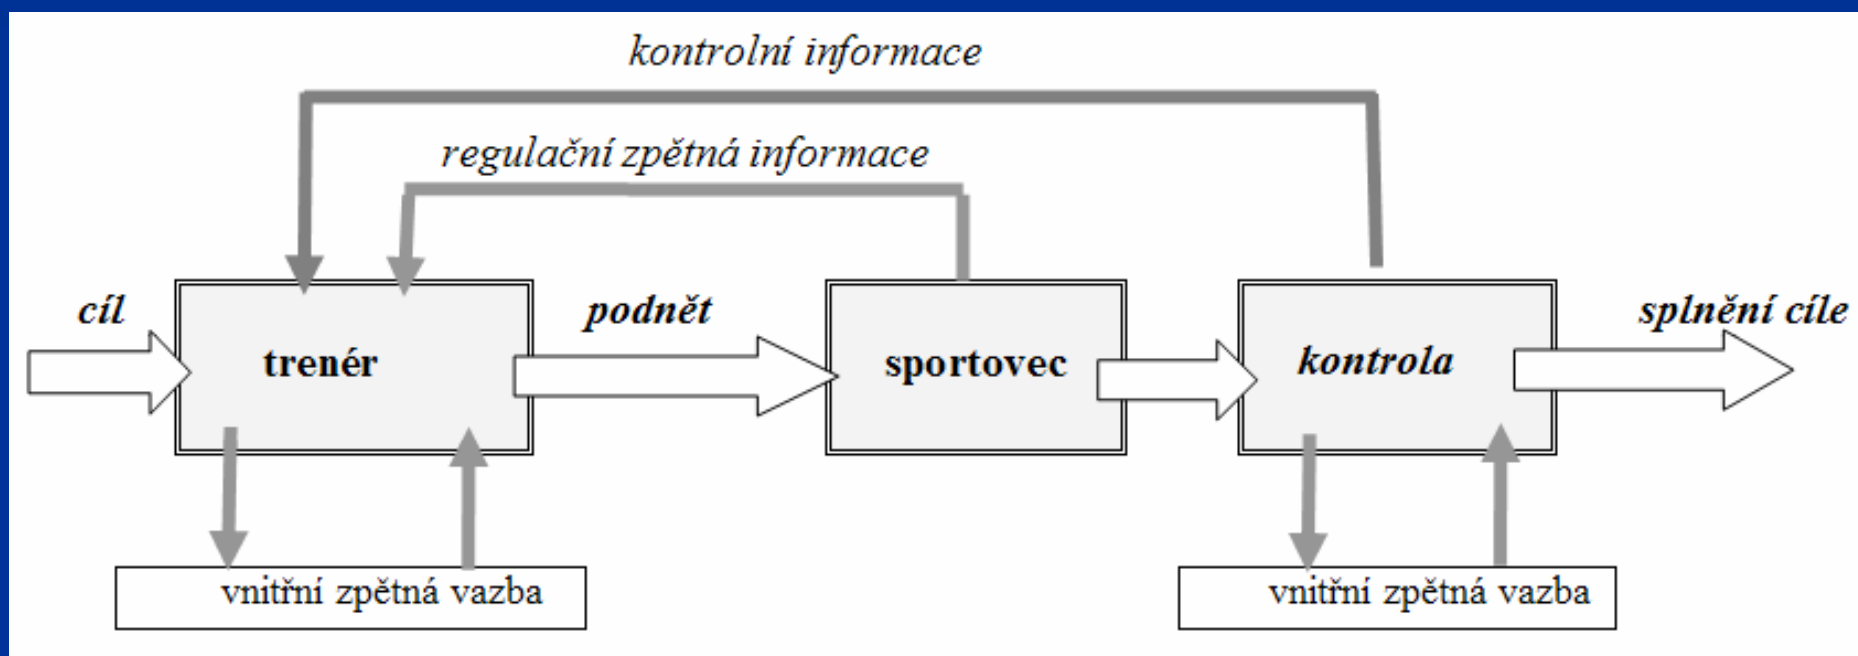 kontrolní informace
regulační zpětná informace
cíl
podnět
splnění cíle
trenér
sportovec
kontrola
vnitřní zpětná vazba
vnitřní zpětná vazba